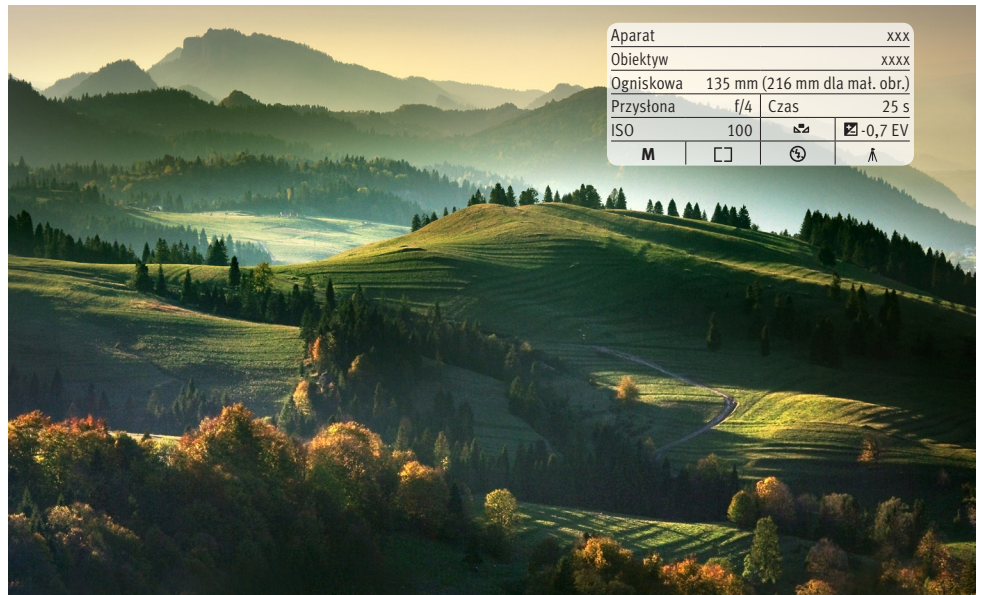 Aparat xxx
Obiektyw xxxx
Ogniskowa 135 mm (216 mm dla mał. obr.)
Przysłona f/4 Czas 25 s
ISO 100 -0,7 EV
M